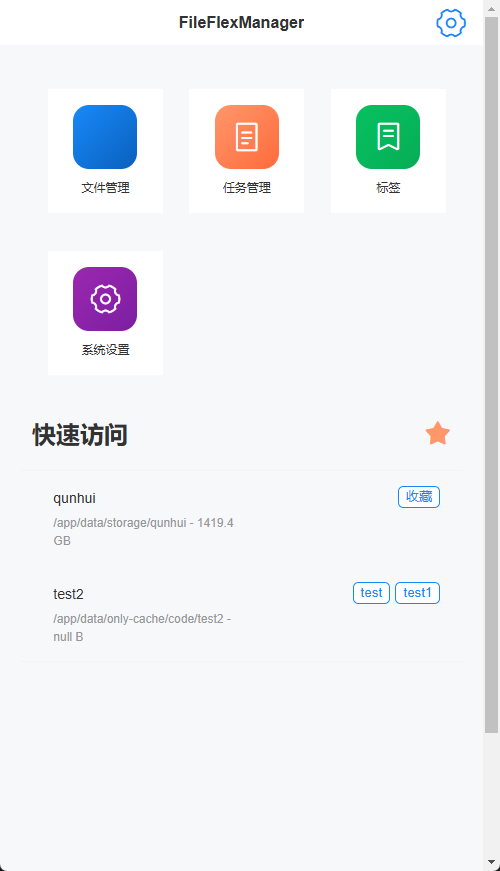 FileFlexManager
文件管理
任务管理
标签
系统设置
快速访问
qunhui
收藏
/app/data/storage/qunhui - 1419.4
GB
test2
test test1
/app/data/only-cache/code/test2 -
null B